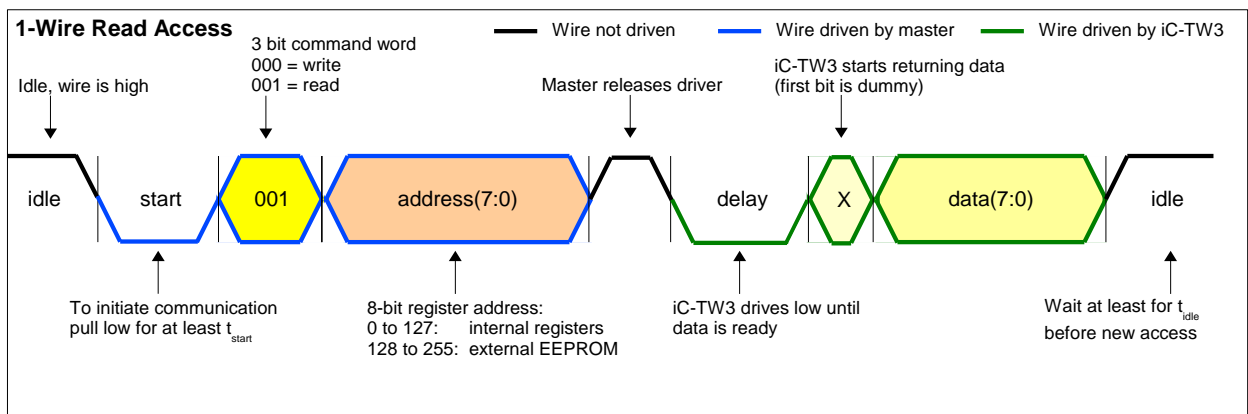 1-Wire Read Access
Wire not driven
Wire driven by master
Wire driven by iC-TW3
3 bit command word
000 = write
001 = read
Idle, wire is high
Master releases driver
iC-TW3 starts returning data
(first bit is dummy)
idle
start
001
address(7:0)
delay
X
data(7:0)
idle
To initiate communication
pull low for at least tstart
8-bit register address:
0 to 127: internal registers
128 to 255: external EEPROM
iC-TW3 drives low until
data is ready
Wait at least for tidle
before new access